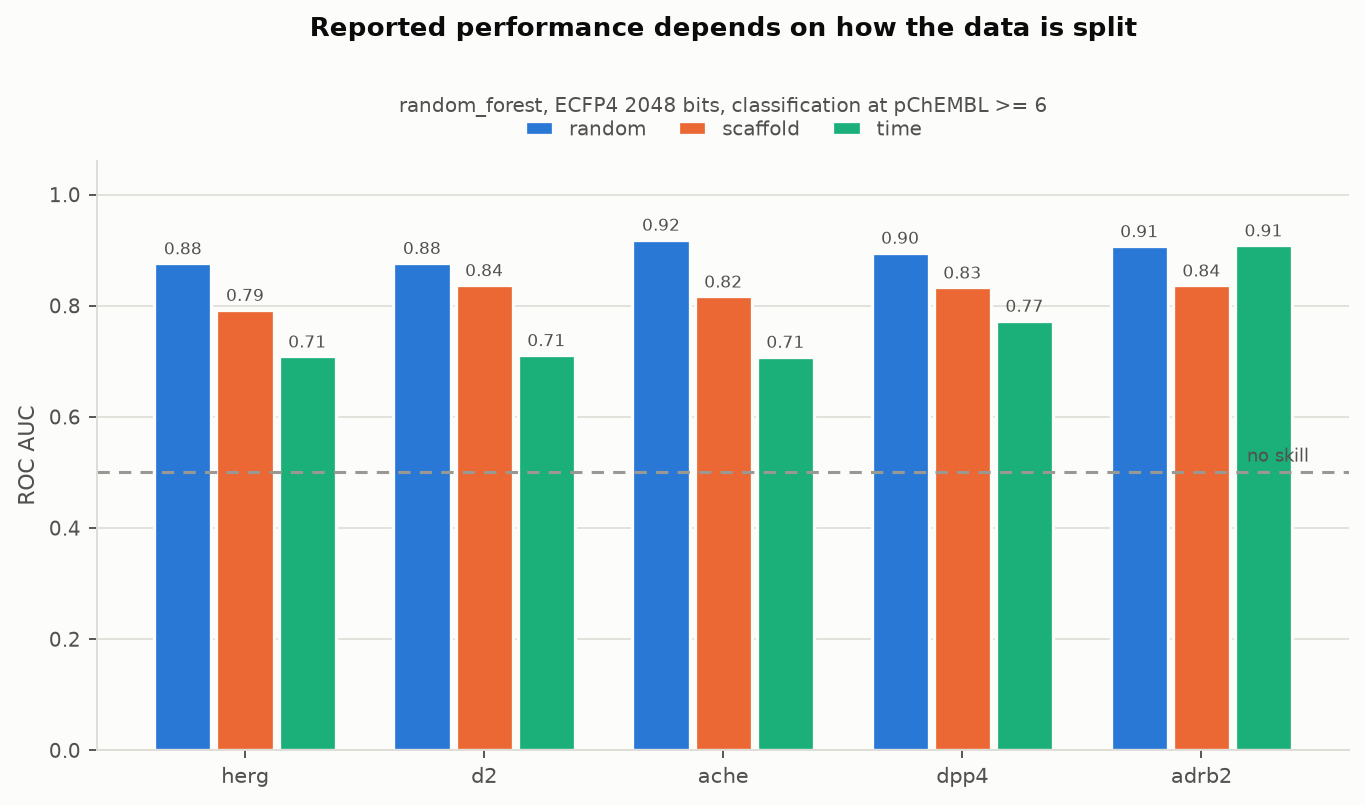 Reported performance depends on how the data is split
random_forest, ECFP4 2048 bits, classification at pChEMBL >= 6
random scaffold time
ROC AUC
1.0
0.8
0.6
0.4
0.2
0.0
0.88 0.79 0.71
0.88 0.84 0.71
0.92 0.82 0.71
0.90 0.83 0.77
0.91 0.84 0.91
no skill
herg d2 ache dpp4 adrb2